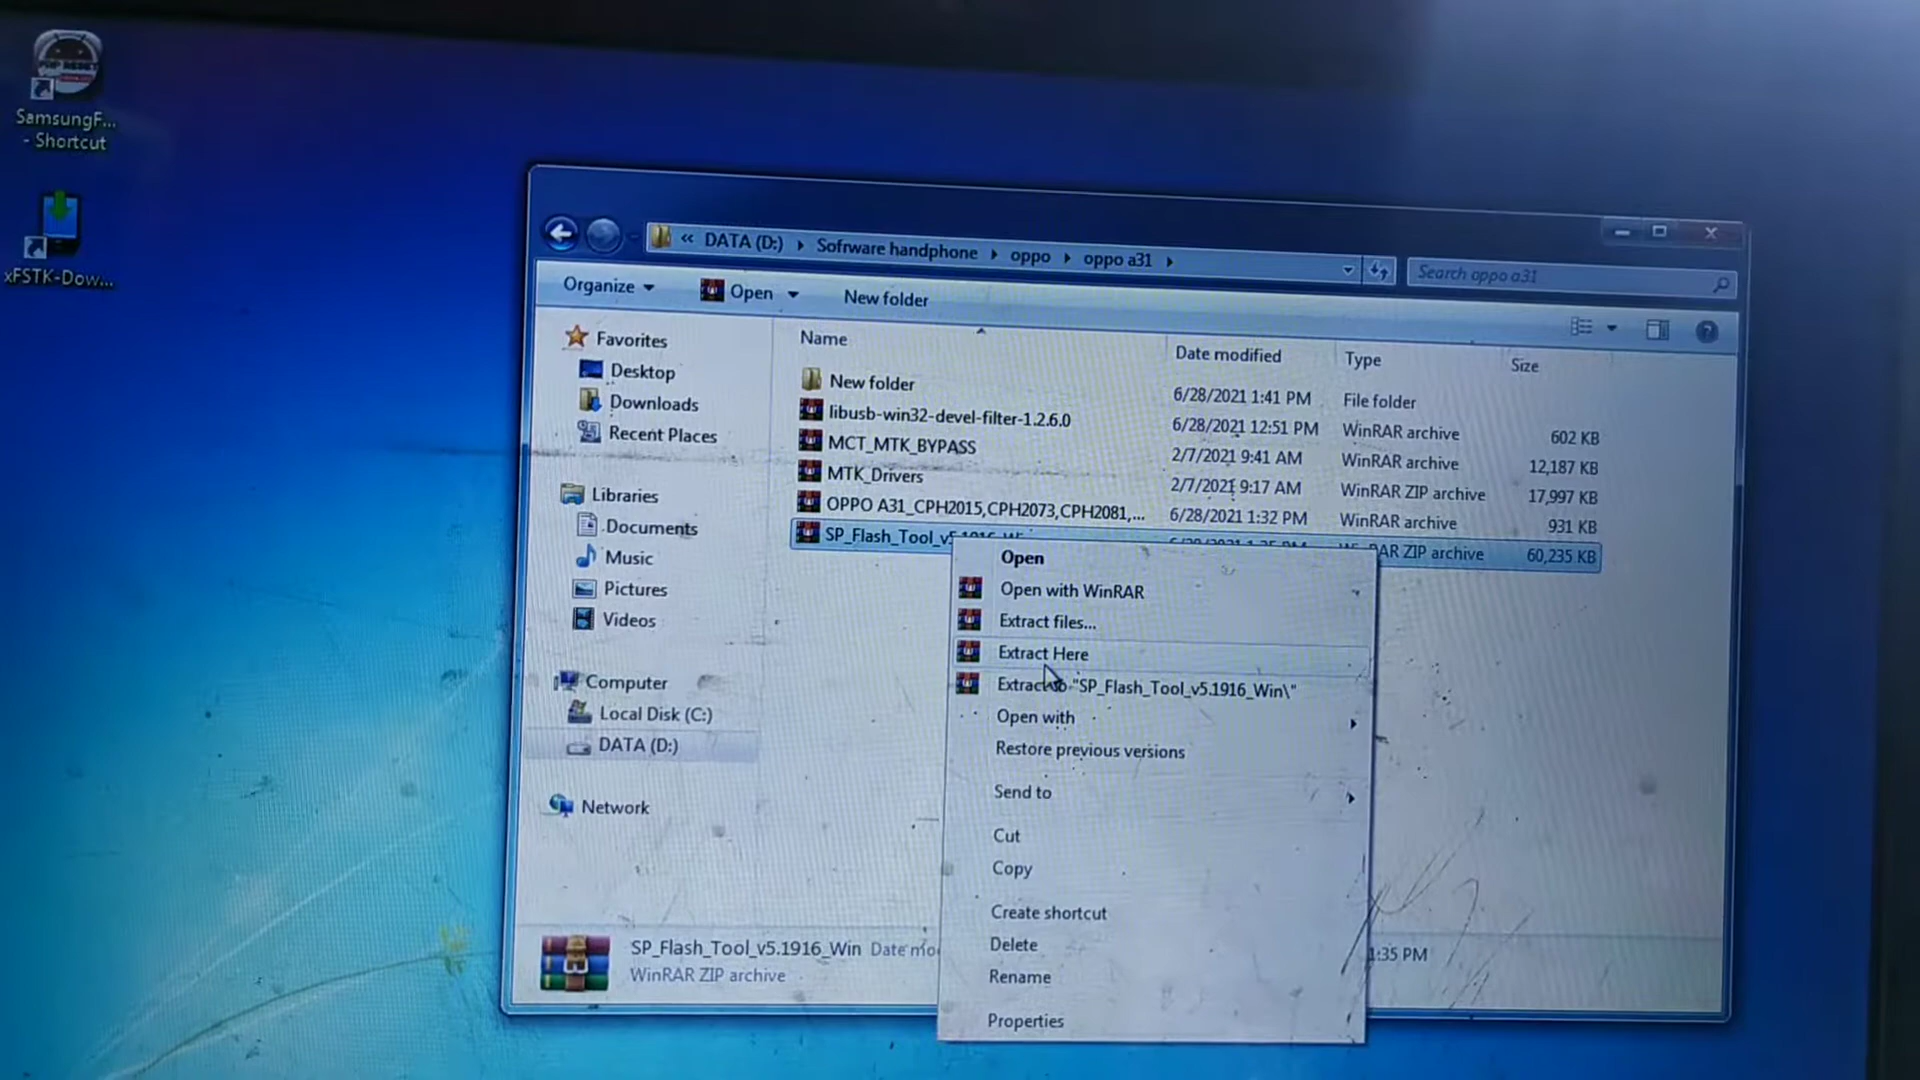 SamsungF...
- Shortcut
xFSTK-Dow...
« DATA (D:) Sofrware handphone oppo oppo a31
Search oppo a31
Organize Open New folder
Name Date modified Type Size
Favorites
Desktop
Downloads
Recent Places
Libraries
Documents
Music
Pictures
Videos
Computer
Local Disk (C:)
DATA (D:)
Network
New folder 6/28/2021 1:41 PM File folder
libusb-win32-devel-filter-1.2.6.0 6/28/2021 12:51 PM WinRAR archive 602 KB
MCT_MTK_BYPASS 2/7/2021 9:41 AM WinRAR archive 12,187 KB
MTK_Drivers 2/7/2021 9:17 AM WinRAR ZIP archive 17,997 KB
OPPO A31_CPH2015,CPH2073,CPH2081,... 6/28/2021 1:32 PM WinRAR archive 931 KB
SP_Flash_Tool_v5.1916_Wi RAR ZIP archive 60,235 KB
Open
Open with WinRAR
Extract files...
Extract Here
Extract to "SP_Flash_Tool_v5.1916_Win\"
Open with
Restore previous versions
Send to
Cut
Copy
Create shortcut
Delete
Rename
Properties
SP_Flash_Tool_v5.1916_Win Date mo 1:35 PM
WinRAR ZIP archive